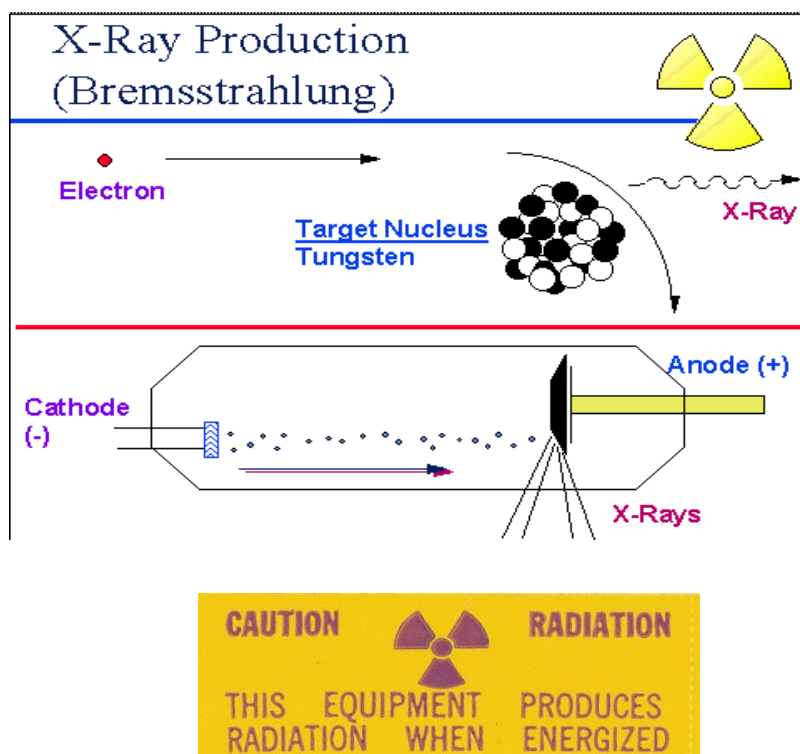 X-Ray Production
(Bremsstrahlung)
Electron
X-Ray
Target Nucleus
Tungsten
Anode (+)
Cathode
(-)
X-Rays
CAUTION RADIATION
THIS EQUIPMENT PRODUCES
RADIATION WHEN ENERGIZED